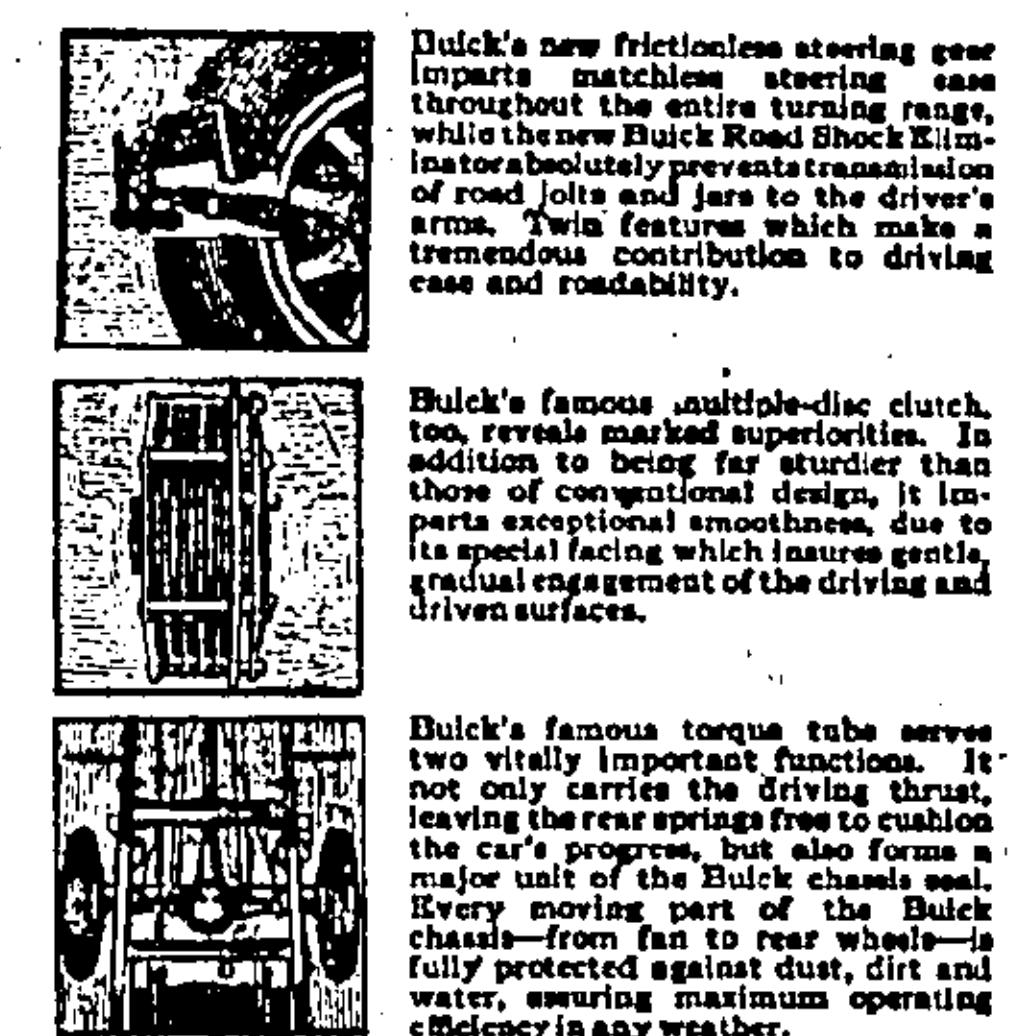 Buick's new frictionless steering gear
imparts matchless steering ease
throughout the entire turning range,
while the new Buick Road Shock Elim-
inator absolutely prevents transmission
of road jolts and jars to the driver's
arms. Twin features which make a
tremendous contribution to driving
ease and roadability.
Buick's famous multiple-disc clutch,
too, reveals marked superiorities. In
addition to being far sturdier than
those of conventional design, it im-
parts exceptional smoothness, due to
its special facing which insures gentle,
gradual engagement of the driving and
driven surfaces.
Buick's famous torque tube serves
two vitally important functions. It
not only carries the driving thrust,
leaving the rear springs free to cushion
the car's progress, but also forms a
major unit of the Buick chassis seal.
Every moving part of the Buick
chassis—from fan to rear wheels—is
fully protected against dust, dirt and
water, assuring maximum operating
efficiency in any weather.